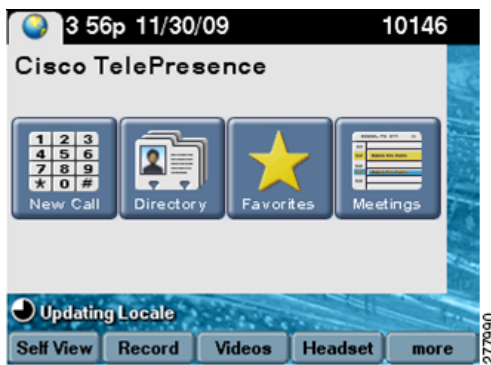 3 56p 11/30/09 10146
Cisco TelePresence
1 2 3
4 5 6
7 8 9
* 0 #
New Call Directory Favorites Meetings
Updating Locale
Self View Record Videos Headset more
277990